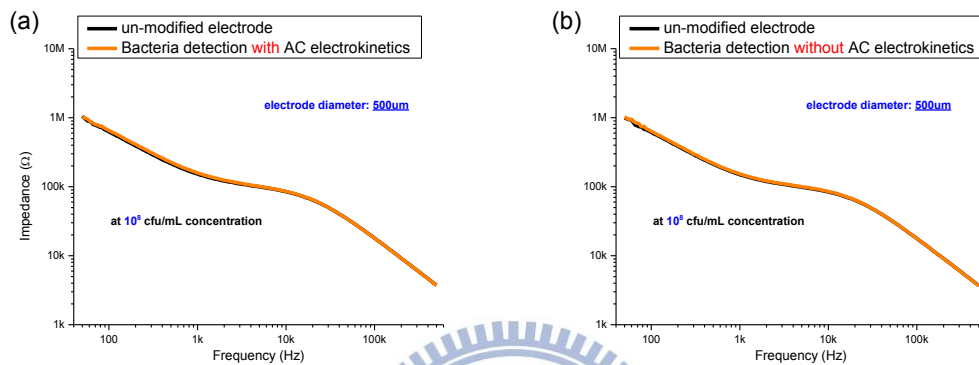 (a)
un-modified electrode
Bacteria detection with AC electrokinetics
10M
1M
100k
10k
1k
Impedance (Ω)
electrode diameter: 500um
at 10⁸ cfu/mL concentration
100
1k
10k
100k
Frequency (Hz)
(b)
un-modified electrode
Bacteria detection without AC electrokinetics
10M
1M
100k
10k
1k
electrode diameter: 500um
at 10⁸ cfu/mL concentration
100
1k
10k
100k
Frequency (Hz)